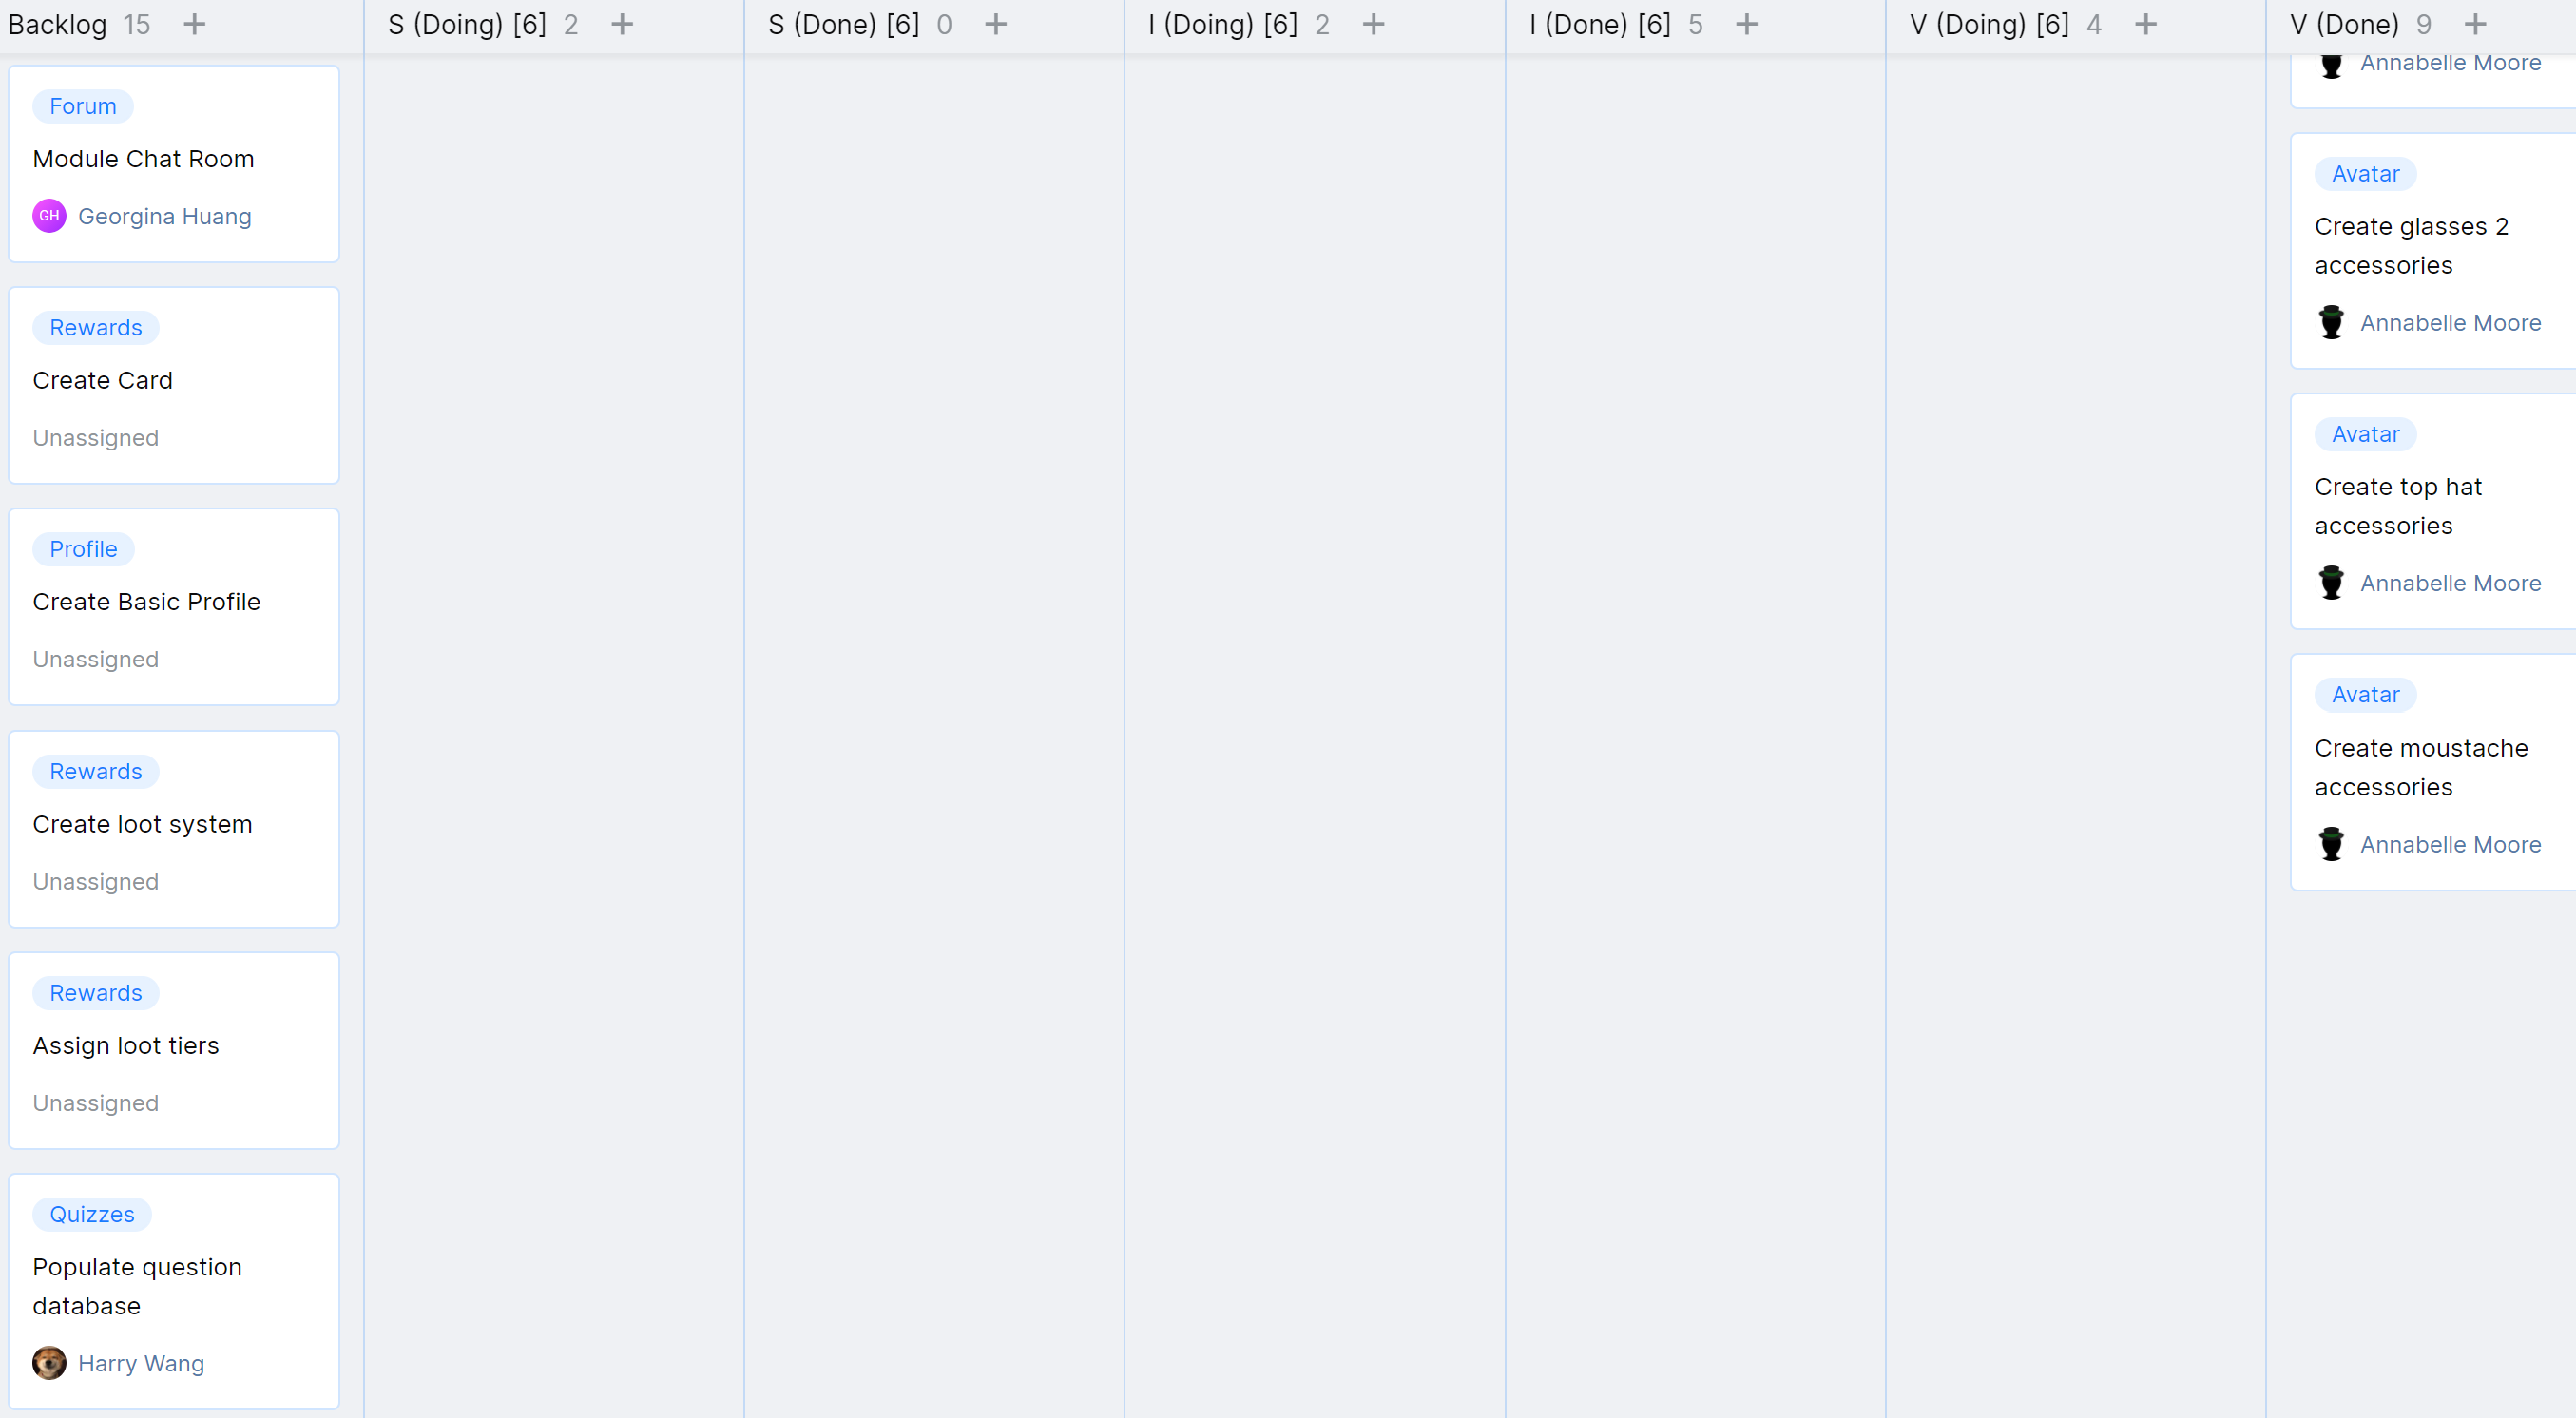 Backlog 15 +
S (Doing) [6] 2 +
S (Done) [6] 0 +
I (Doing) [6] 2 +
I (Done) [6] 5 +
V (Doing) [6] 4 +
V (Done) 9 +
Forum
Module Chat Room
GH Georgina Huang
Rewards
Create Card
Unassigned
Profile
Create Basic Profile
Unassigned
Rewards
Create loot system
Unassigned
Rewards
Assign loot tiers
Unassigned
Quizzes
Populate question
database
Harry Wang
Annabelle Moore
Avatar
Create glasses 2
accessories
Annabelle Moore
Avatar
Create top hat
accessories
Annabelle Moore
Avatar
Create moustache
accessories
Annabelle Moore